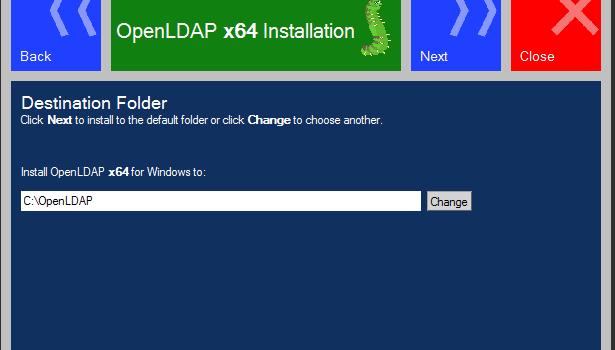 OpenLDAP x64 Installation
Back
Next
Close
Destination Folder
Click Next to install to the default folder or click Change to choose another.
Install OpenLDAP x64 for Windows to:
C:\OpenLDAP
Change